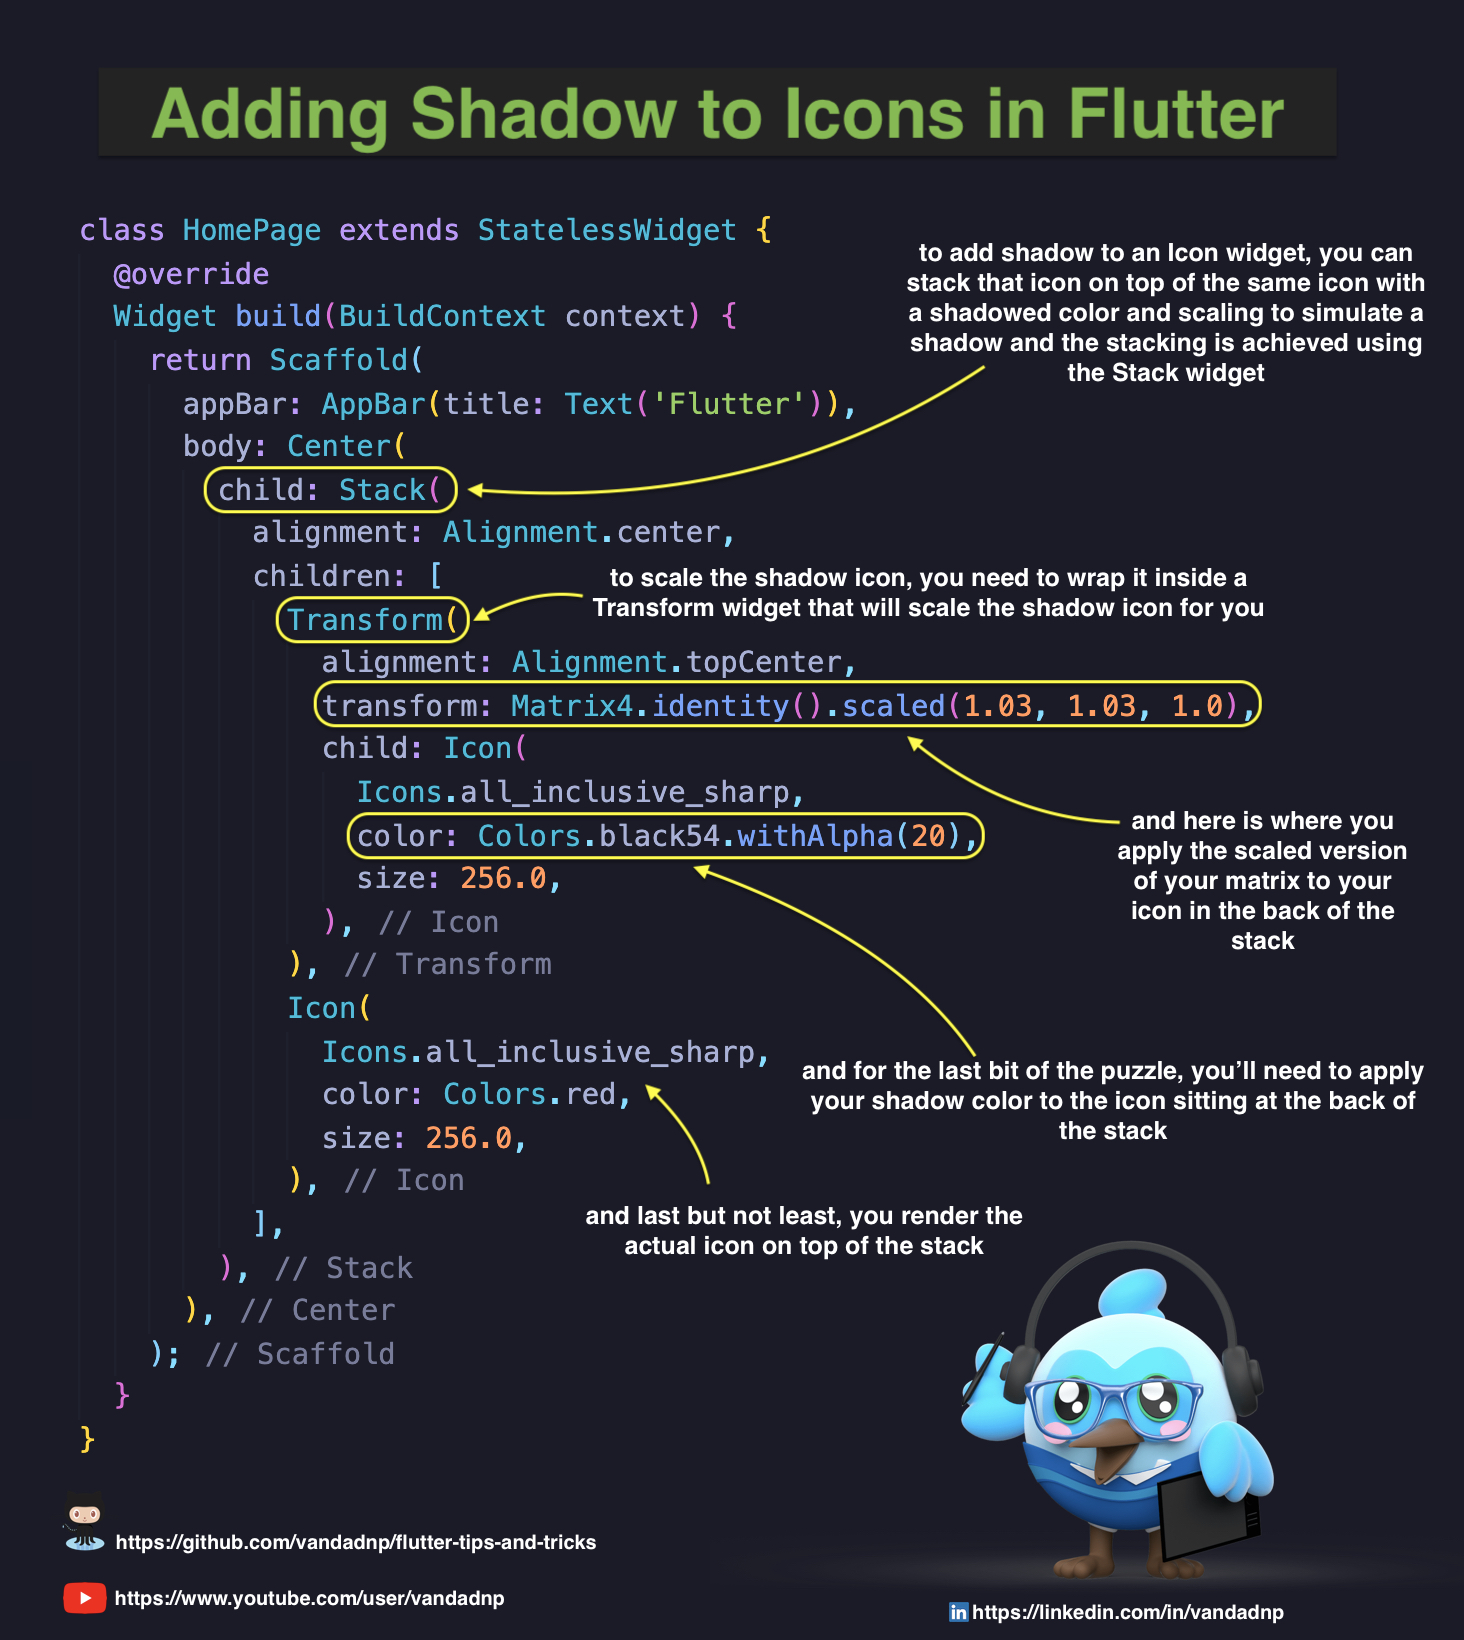 Adding Shadow to Icons in Flutter
class HomePage extends StatelessWidget {
@override
Widget build(BuildContext context) {
return Scaffold(
appBar: AppBar(title: Text('Flutter')),
body: Center(
child: Stack(
alignment: Alignment.center,
children: [
Transform(
alignment: Alignment.topCenter,
transform: Matrix4.identity().scaled(1.03, 1.03, 1.0),
child: Icon(
Icons.all_inclusive_sharp,
color: Colors.black54.withAlpha(20),
size: 256.0,
), // Icon
), // Transform
Icon(
Icons.all_inclusive_sharp,
color: Colors.red,
size: 256.0,
), // Icon
],
), // Stack
), // Center
); // Scaffold
}
}
to add shadow to an Icon widget, you can
stack that icon on top of the same icon with
a shadowed color and scaling to simulate a
shadow and the stacking is achieved using
the Stack widget
to scale the shadow icon, you need to wrap it inside a
Transform widget that will scale the shadow icon for you
and here is where you
apply the scaled version
of your matrix to your
icon in the back of the
stack
and for the last bit of the puzzle, you’ll need to apply
your shadow color to the icon sitting at the back of
the stack
and last but not least, you render the
actual icon on top of the stack
https://github.com/vandadnp/flutter-tips-and-tricks
https://www.youtube.com/user/vandadnp
in https://linkedin.com/in/vandadnp